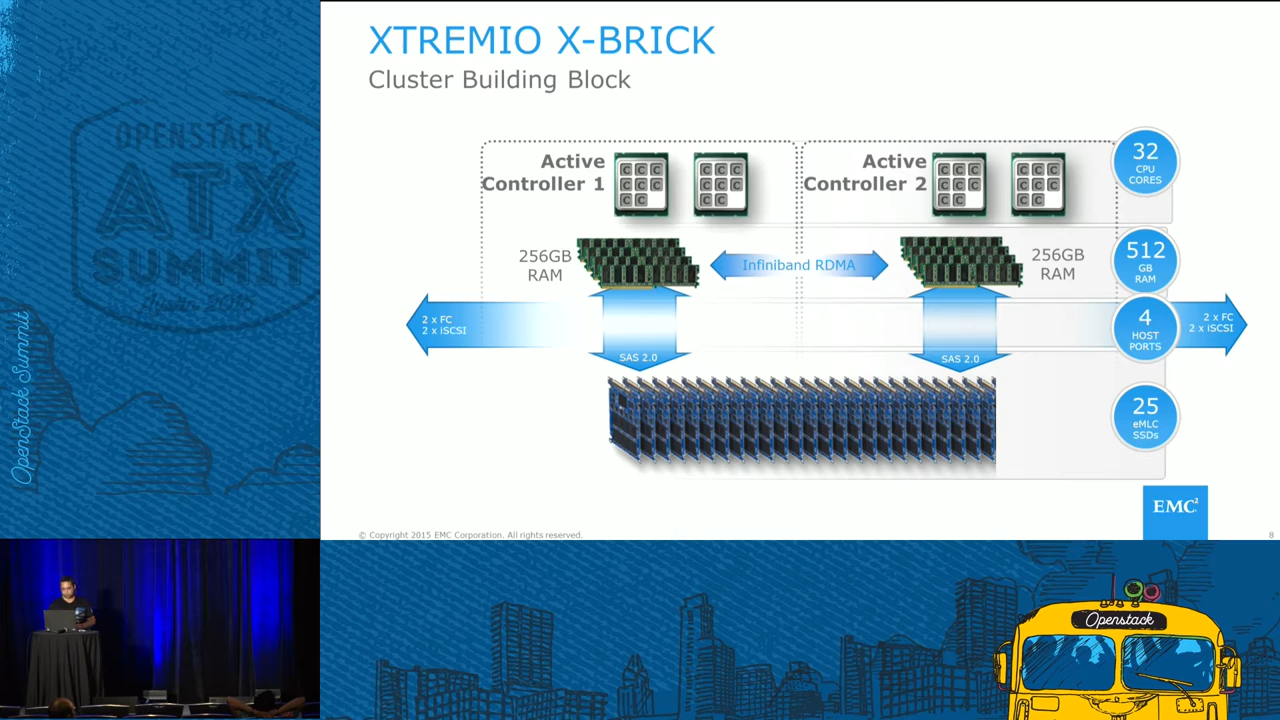 XTREMIO X-BRICK
Cluster Building Block
Active
Controller 1
C C C
C C C
C C
C C C
C C C
C C
Active
Controller 2
C C C
C C C
C C
C C C
C C C
C C
32
CPU
CORES
256GB
RAM
Infiniband RDMA
256GB
RAM
512
GB
RAM
2 x FC
2 x iSCSI
4
HOST
PORTS
2 x FC
2 x iSCSI
SAS 2.0
SAS 2.0
25
eMLC
SSDs
EMC²
© Copyright 2015 EMC Corporation. All rights reserved.
8
OPENSTACK
ATX
SUMMIT
OpenStack Summit
Openstack